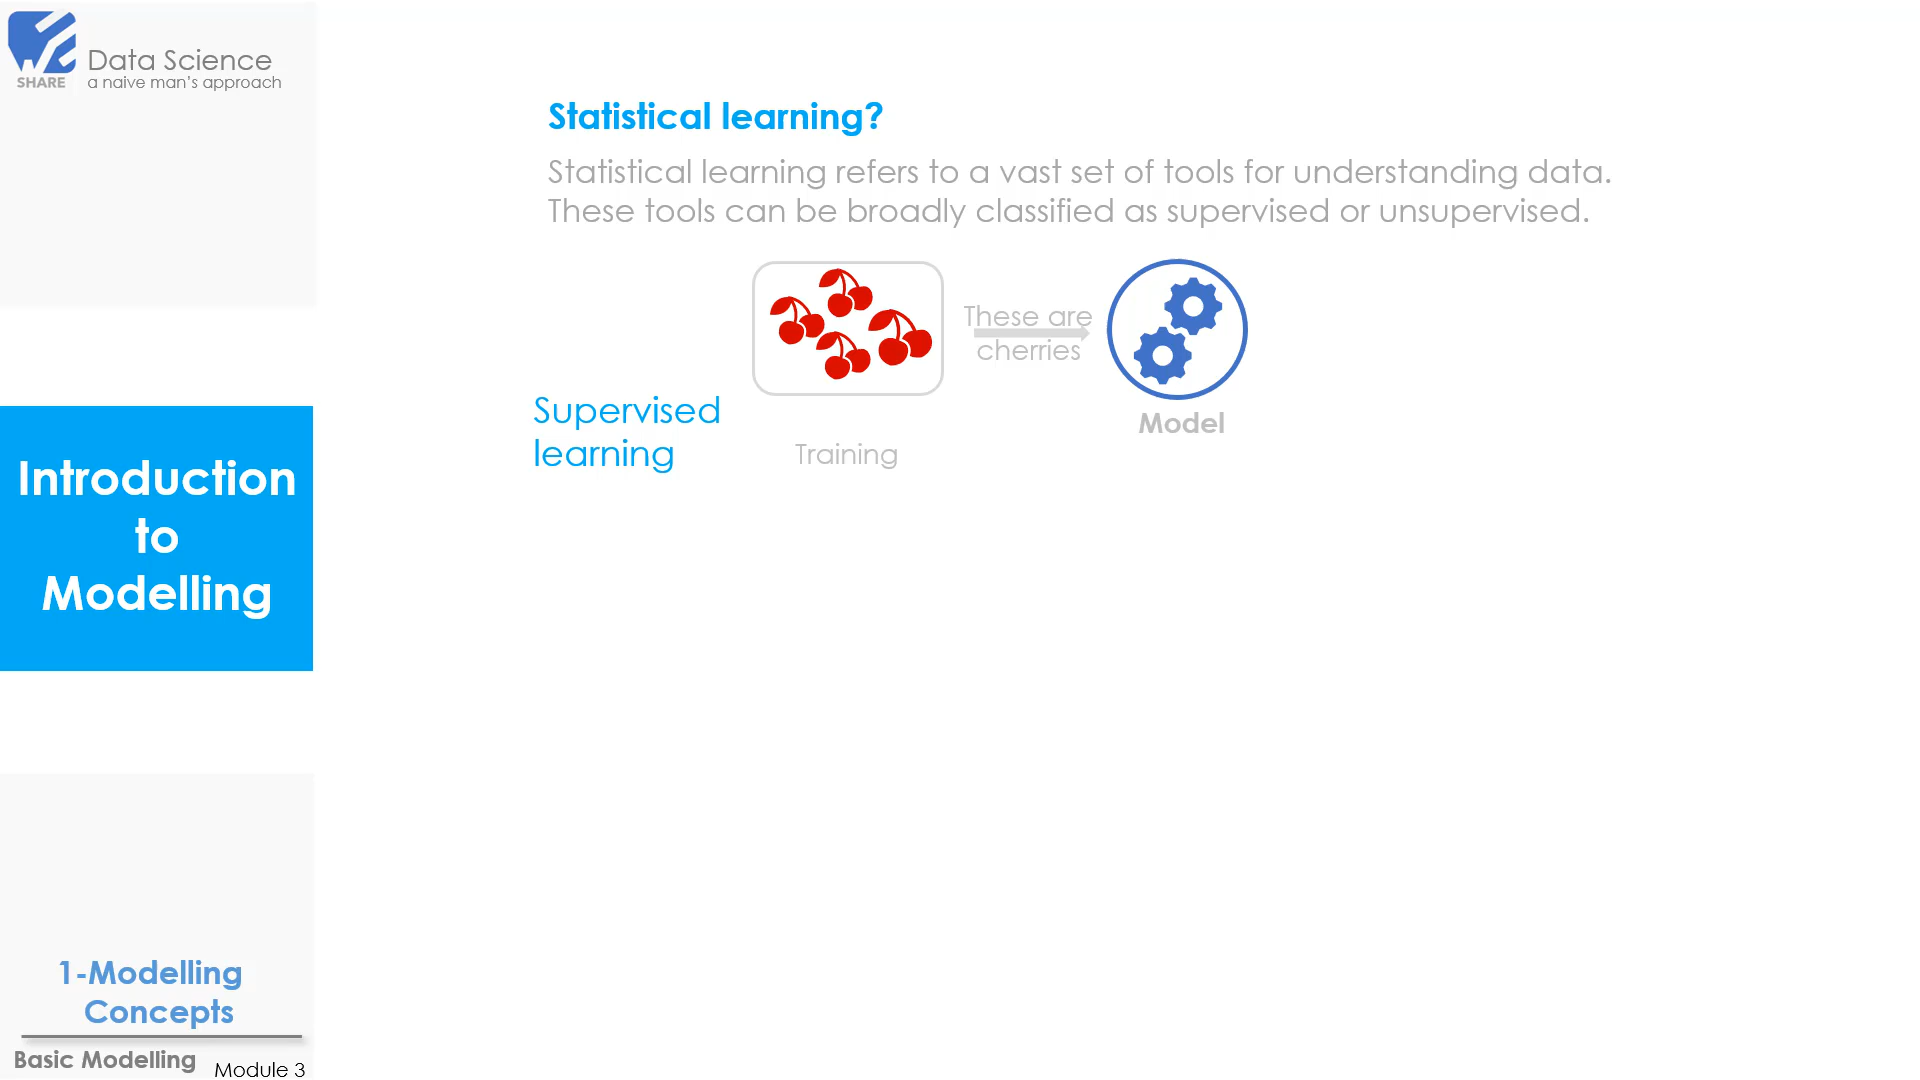 SHARE
Data Science
a naive man's approach
Statistical learning?
Statistical learning refers to a vast set of tools for understanding data.
These tools can be broadly classified as supervised or unsupervised.
These are
cherries
Model
Supervised
learning
Training
Introduction
to
Modelling
1-Modelling
Concepts
Basic Modelling
Module 3